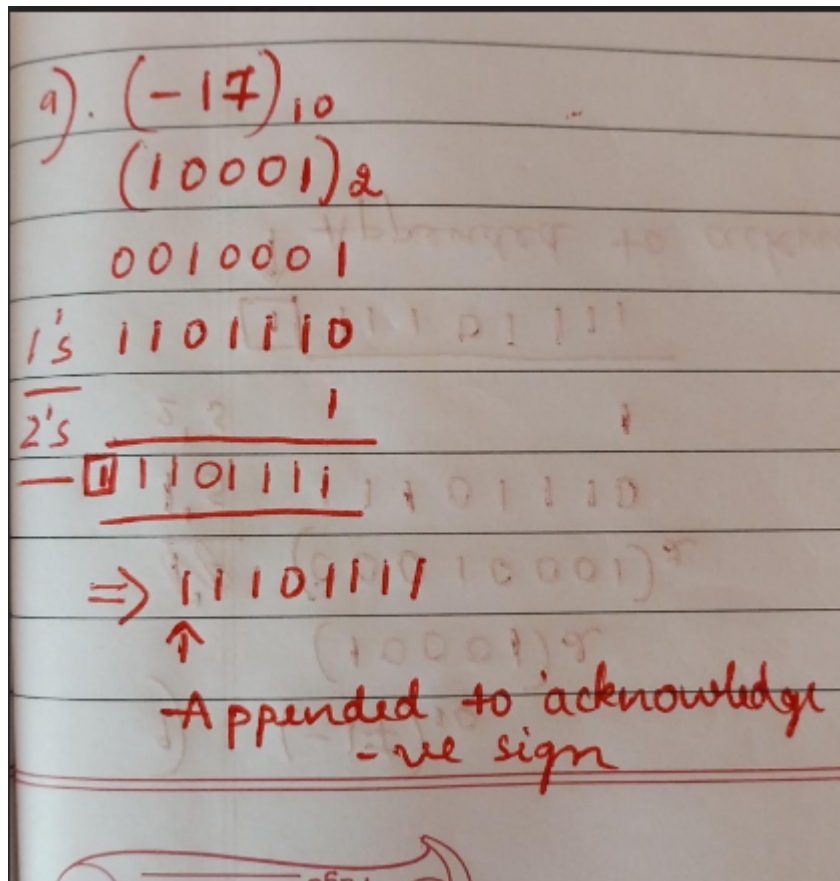 a). (-17)10
(10001)2
0010001
1's 1101110
2's 1
1 1101111
⇒ 11101111
↑
Appended to acknowledge
-ve sign